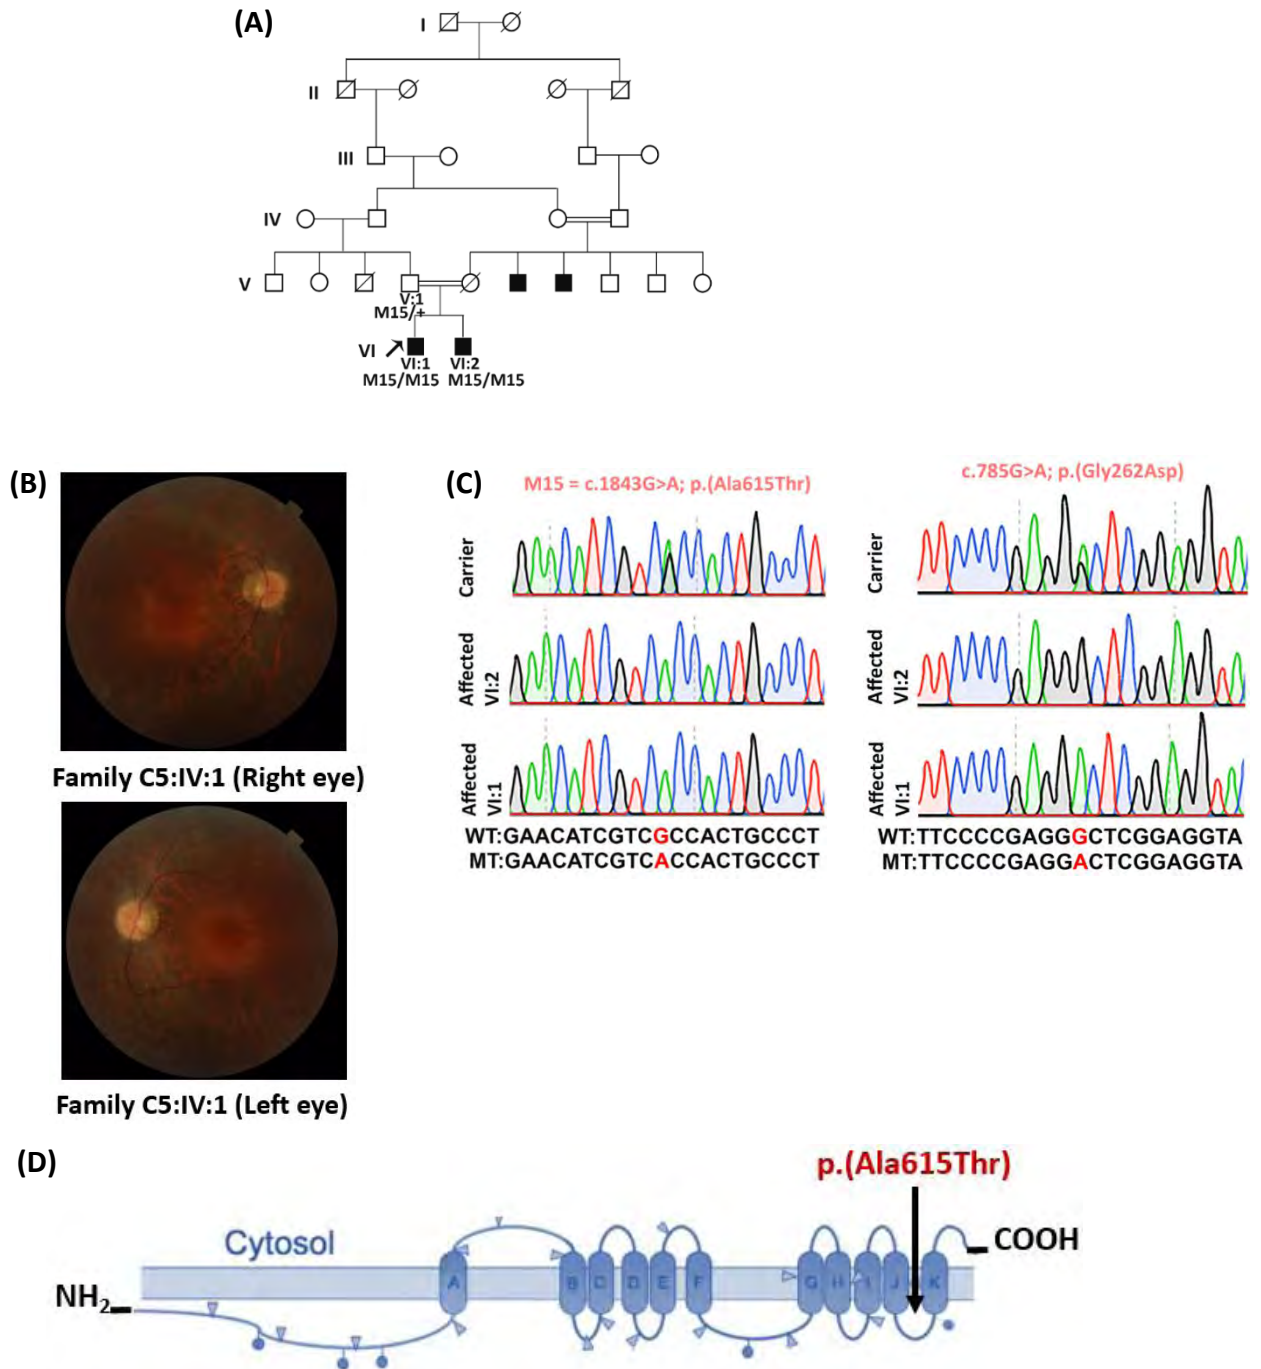 (A)
I
II
III
IV
V
V:1
M15/+
VI
VI:1
VI:2
M15/M15
M15/M15
(B)
Family C5:IV:1 (Right eye)
Family C5:IV:1 (Left eye)
(C)
M15 = c.1843G>A; p.(Ala615Thr)
c.785G>A; p.(Gly262Asp)
Carrier
Affected
VI:2
Affected
VI:1
WT:GAACATCGTCGCCACTGCCCT
MT:GAACATCGTCACCACTGCCCT
Carrier
Affected
VI:2
Affected
VI:1
WT:TTCCCCGAGGGCTCGGAGGTA
MT:TTCCCCGAGGACTCGGAGGTA
(D)
p.(Ala615Thr)
Cytosol
COOH
NH2
A B C D E F G H I J K